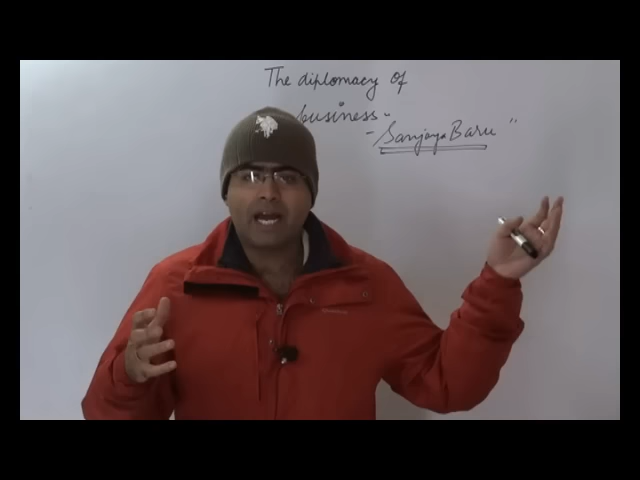 The diplomacy of
business-
- Sanjaya Baru "